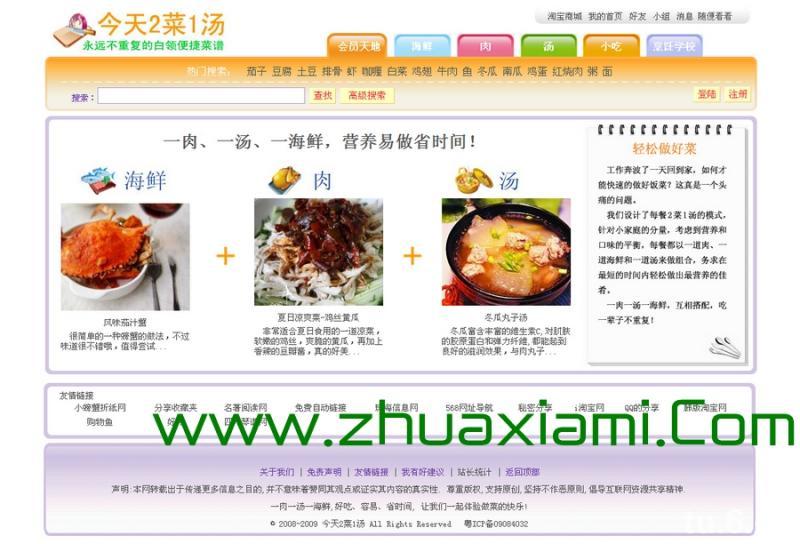 今天2菜1汤
永远不重复的白领便捷菜谱
淘宝商城 我的首页 好友 小组 消息 随便看看
会员天地 海鲜 肉 汤 小吃 烹饪学校
热门搜索: 茄子 豆腐 土豆 排骨 虾 咖喱 白菜 鸡翅 牛肉 鱼 冬瓜 南瓜 鸡蛋 红烧肉 粥 面
搜索: 查找 高级搜索 登陆 注册
一肉、一汤、一海鲜，营养易做省时间!
海鲜
肉
汤
+
+
风味茄汁蟹
很简单的一种螃蟹的做法，不过
味道很不错哦，值得尝试...
夏日凉爽菜-鸡丝黄瓜
非常适合夏日食用的一道凉菜，
软嫩的鸡丝，爽脆的黄瓜，再加上
香辣的豆瓣酱，真的好美...
冬瓜丸子汤
冬瓜富含丰富的维生素C, 对肌肤
的胶原蛋白和弹力纤维, 都能起到
良好的滋润效果，与肉丸子...
轻松做好菜
工作奔波了一天回到家，如何才
能快速的做好饭菜？这真是一个头
痛的问题。
我们设计了每餐2菜1汤的模式，
针对小家庭的分量，考虑到营养和
口味的平衡，每餐都以一道肉、一
道海鲜和一道汤来做组合，务求在
最短的时间内轻松做出最营养的佳
肴。
一肉一汤一海鲜，互相搭配，吃
一辈子不重复!
友情链接
小螃蟹折纸网 分享收藏夹 名著阅读网 免费自动链接 珠海信息网 568网址导航 秘密分享 i淘宝网 QQ的分享 韩版淘宝网
购物鱼
www.zhuaxiami.Com
关于我们 | 免责声明 | 友情链接 | 我有好建议 | 站长统计 | 返回顶部
声明:本网转载出于传递更多信息之目的, 并不意味着赞同其观点或证实其内容的真实性. 尊重版权, 支持原创, 坚持不作恶原则, 倡导互联网资源共享精神.
一肉一汤一海鲜, 好吃、容易、省时间, 让我们一起体验做菜的快乐!
© 2008-2009 今天2菜1汤 All Rights Reserved 粤ICP备09084032